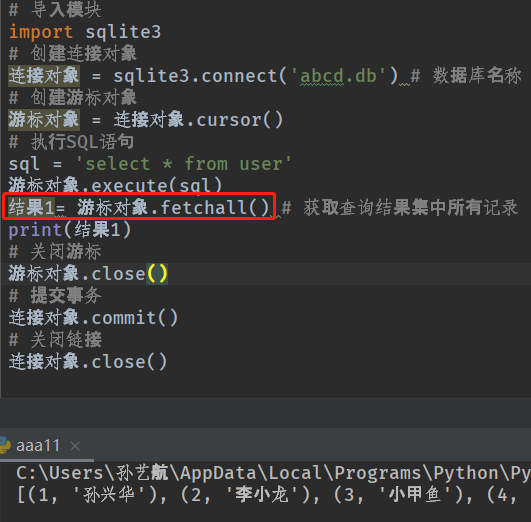 # 导入模块
import sqlite3
# 创建连接对象
连接对象 = sqlite3.connect('abcd.db') # 数据库名称
# 创建游标对象
游标对象 = 连接对象.cursor()
# 执行SQL语句
sql = 'select * from user'
游标对象.execute(sql)
结果1= 游标对象.fetchall() # 获取查询结果集中所有记录
print(结果1)
# 关闭游标
游标对象.close()
# 提交事务
连接对象.commit()
# 关闭链接
连接对象.close()
aaa11 ×
C:\Users\孙艺航\AppData\Local\Programs\Python\Py
[(1, '孙兴华'), (2, '李小龙'), (3, '小甲鱼'), (4,